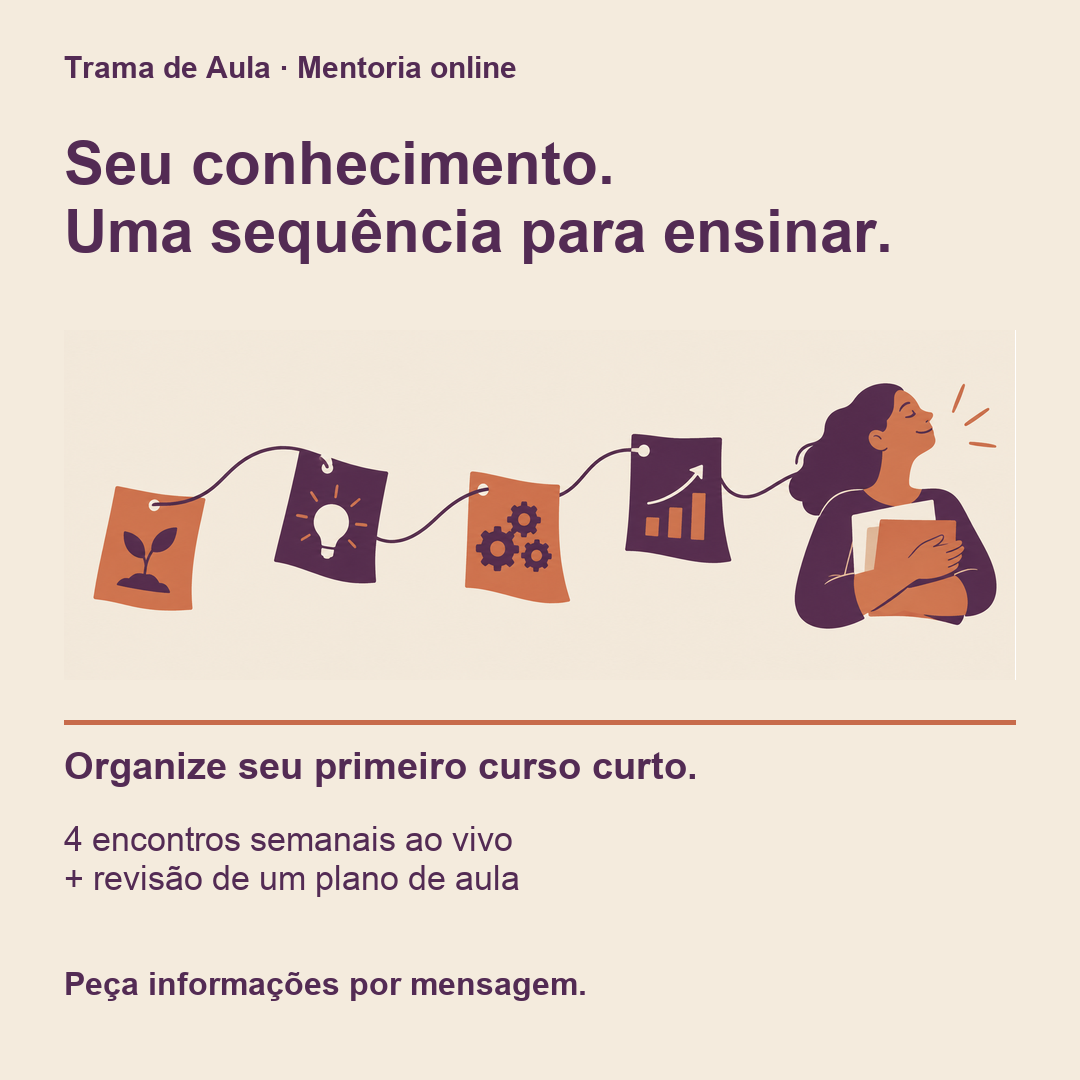 Trama de Aula · Mentoria online
Seu conhecimento.
Uma sequência para ensinar.
Organize seu primeiro curso curto.
4 encontros semanais ao vivo
+ revisão de um plano de aula
Peça informações por mensagem.